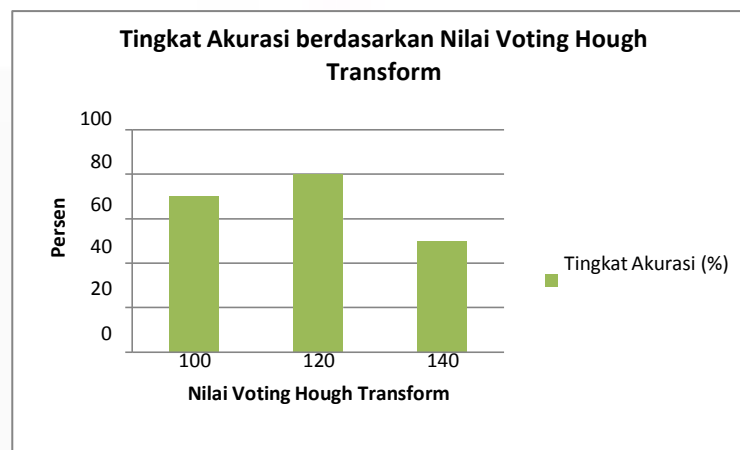 Tingkat Akurasi berdasarkan Nilai Voting Hough
Transform
100
80
60
40
20
0
Persen
100 120 140
Nilai Voting Hough Transform
Tingkat Akurasi (%)